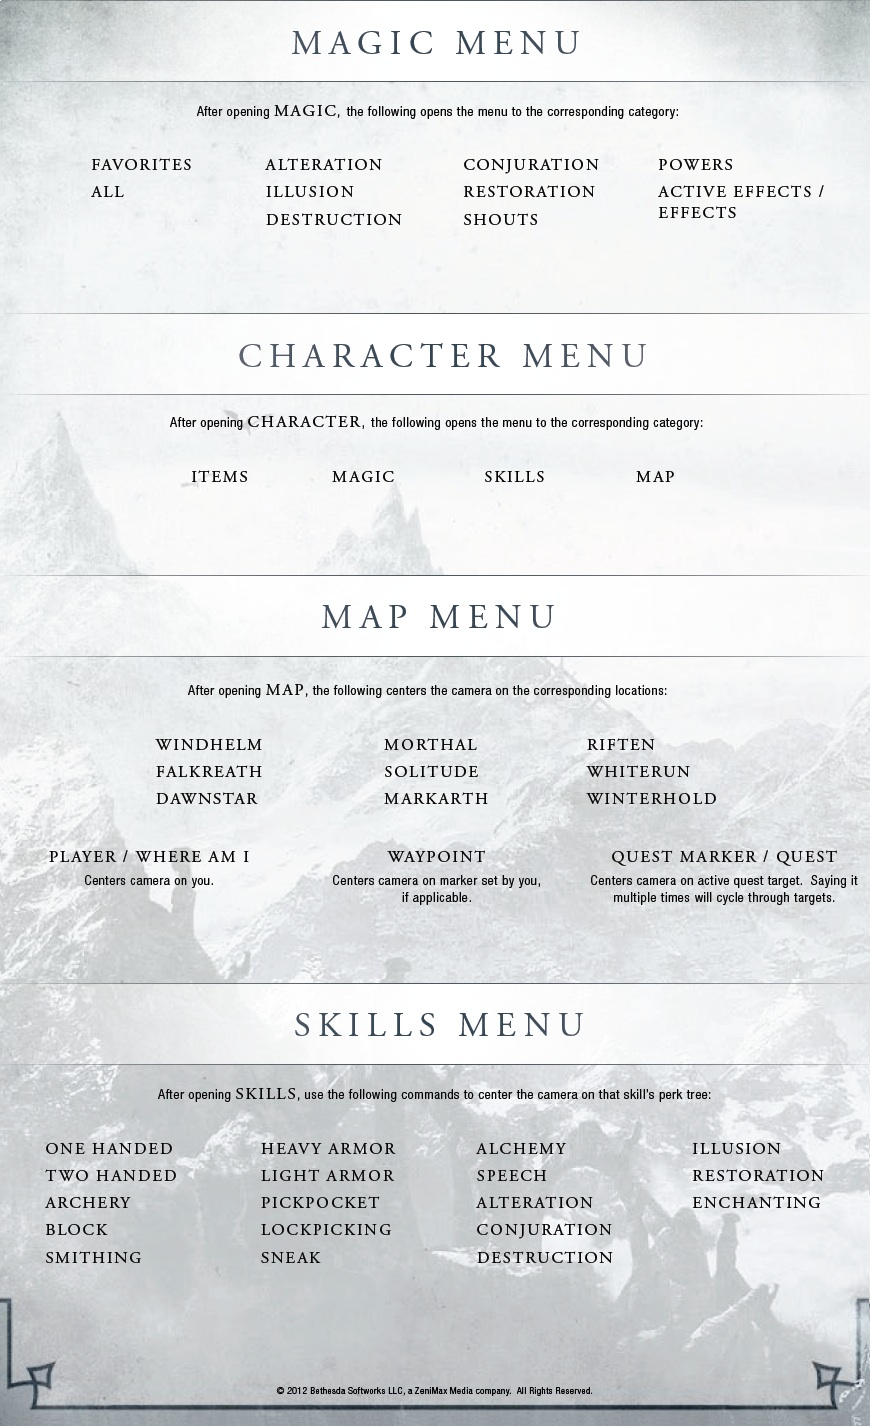 MAGIC MENU
After opening MAGIC, the following opens the menu to the corresponding category:
FAVORITES
ALL
ALTERATION
ILLUSION
DESTRUCTION
CONJURATION
RESTORATION
SHOUTS
POWERS
ACTIVE EFFECTS /
EFFECTS
CHARACTER MENU
After opening CHARACTER, the following opens the menu to the corresponding category:
ITEMS
MAGIC
SKILLS
MAP
MAP MENU
After opening MAP, the following centers the camera on the corresponding locations:
WINDHELM
FALKREATH
DAWNSTAR
MORTHAL
SOLITUDE
MARKARTH
RIFTEN
WHITERUN
WINTERHOLD
PLAYER / WHERE AM I
Centers camera on you.
WAYPOINT
Centers camera on marker set by you,
if applicable.
QUEST MARKER / QUEST
Centers camera on active quest target. Saying it
multiple times will cycle through targets.
SKILLS MENU
After opening SKILLS, use the following commands to center the camera on that skill's perk tree:
ONE HANDED
TWO HANDED
ARCHERY
BLOCK
SMITHING
HEAVY ARMOR
LIGHT ARMOR
PICKPOCKET
LOCKPICKING
SNEAK
ALCHEMY
SPEECH
ALTERATION
CONJURATION
DESTRUCTION
ILLUSION
RESTORATION
ENCHANTING
© 2012 Bethesda Softworks LLC, a ZeniMax Media company. All Rights Reserved.